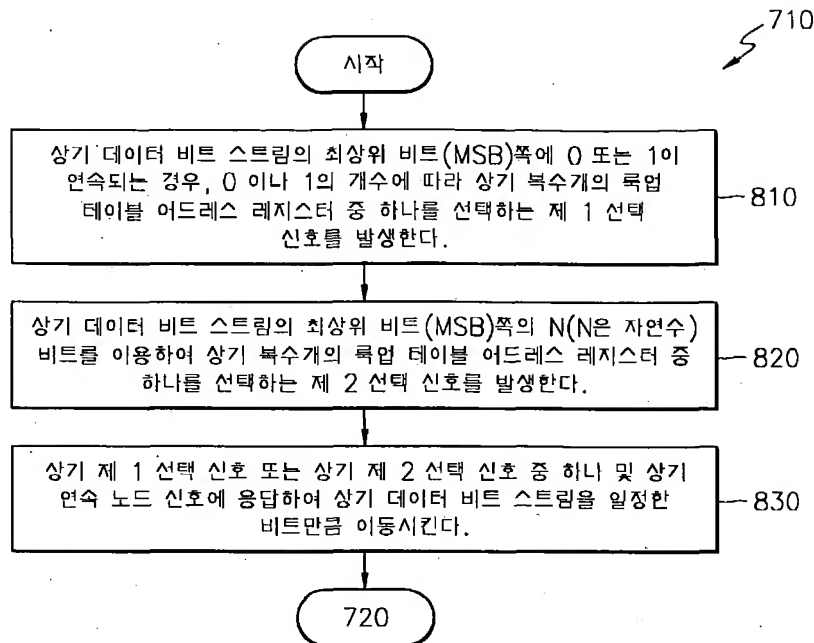 710
시작
상기 데이터 비트 스트림의 최상위 비트(MSB)쪽에 0 또는 1이
연속되는 경우, 0 이나 1의 개수에 따라 상기 복수개의 룩업
테이블 어드레스 레지스터 중 하나를 선택하는 제 1 선택
신호를 발생한다.
810
상기 데이터 비트 스트림의 최상위 비트(MSB)쪽의 N(N은 자연수)
비트를 이용하여 상기 복수개의 룩업 테이블 어드레스 레지스터 중
하나를 선택하는 제 2 선택 신호를 발생한다.
820
상기 제 1 선택 신호 또는 상기 제 2 선택 신호 중 하나 및 상기
연속 노드 신호에 응답하여 상기 데이터 비트 스트림을 일정한
비트만큼 이동시킨다.
830
720